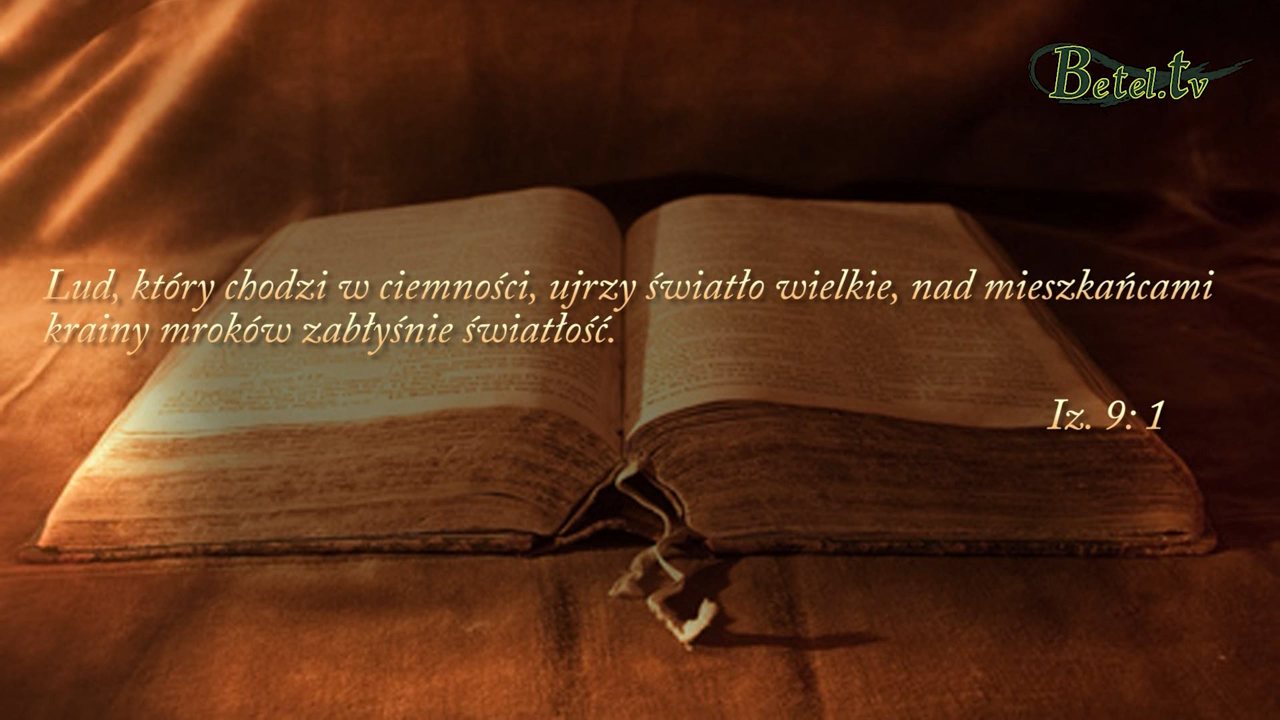 Betel.tv
Lud, który chodzi w ciemności, ujrzy światło wielkie, nad mieszkańcami
krainy mroków zabłyśnie światłość.
Iz. 9: 1